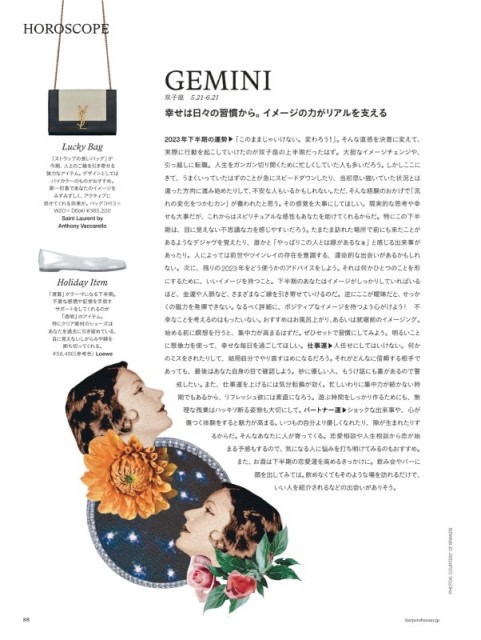 HOROSCOPE
Lucky Bag
「ストラップの長いバッグ」が
今期、人とのご縁を引き寄せる
強力なアイテム。デザインとしては
バイカラーのものがおすすめ。
第一印象であなたのイメージを
みずみずしく、アクティブに
見せてくれる効果が。バッグ〈H13×
W20×D5㎝〉¥365,200
Saint Laurent by
Anthony Vaccarello
Holiday Item
「清算」がテーマになる下半期。
不要な感情や記憶を手放す
サポートをしてくれるのが
「透明」のアイテム。
特にクリア素材のシューズは
あなたを過去に引き留めている、
目に見えないしがらみや縁を
断ち切ってくれる。
¥58,400（参考色） Loewe
GEMINI
双子座 5.21-6.21
幸せは日々の習慣から。イメージの力がリアルを支える
2023年下半期の運勢▶「このままじゃいけない。変わろう！」。そんな直感を決意に変えて、
実際に行動を起こしていけたのが双子座の上半期だったはず。大胆なイメージチェンジや、
引っ越しに転職。人生をガンガン切り開くために忙しくしていた人も多いだろう。しかしここに
きて、うまくいっていたはずのことが急にスピードダウンしたり、当初思い描いていた状況とは
違った方向に進み始めたりして、不安な人もいるかもしれない。ただ、そんな経験のおかげで「流
れの変化をつかむカン」が養われたと思う。その感覚を大事にしてほしい。現実的な思考や幸
せも大事だが、これからはスピリチュアルな感性もあなたを助けてくれるからだ。特にこの下半
期は、目に見えない不思議な力を感じやすいだろう。たまたま訪れた場所で前にも来たことが
あるようなデジャヴを覚えたり、誰かと「やっぱりこの人とは縁があるなぁ」と感じる出来事が
あったり。人によっては前世やツインレイの存在を意識する、運命的な出会いがあるかもしれ
ない。次に、残りの2023年をどう使うかのアドバイスをしよう。それは何かひとつのことを形
にするために、いいイメージを持つこと。下半期のあなたはイメージがしっかりしていればいる
ほど、金運や人脈など、さまざまなご縁を引き寄せていけるのだ。逆にここが曖昧だと、せっか
くの磁力を発揮できない。なるべく詳細に、ポジティブなイメージを持つよう心がけよう！ 不
幸なことを考えるのはもったいない。おすすめはお風呂上がり、あるいは就寝前のイメージング。
始める前に瞑想を行うと、集中力が高まるはずだ。ぜひセットで習慣にしてみよう。明るいこと
に想像力を使って、幸せな毎日を過ごしてほしい。仕事運▶人任せにしてはいけない。何か
のミスをされたりして、結局自分でやり直すはめになるだろう。それがどんなに信頼する相手で
あっても、最後はあなた自身の目で確認しよう。妙に優しい人、もうけ話にも裏があるので警
戒したい。また、仕事運を上げるには気分転換が効く。忙しいわりに集中力が続かない時
期でもあるから、リフレッシュ欲には素直になろう。遊ぶ時間をしっかり作るためにも、無
理な残業はハッキリ断る姿勢も大切にして。パートナー運▶ショックな出来事や、心が
傷つく体験をすると魅力が高まる。いつもの自分より優しくなれたり、隙が生まれたりす
るからだ。そんなあなたに人が寄ってくる。恋愛相談や人生相談から恋が始
まる予感もするので、気になる人に悩みを打ち明けてみるのもおすすめ。
また、お酒は下半期の恋愛運を高めるきっかけに。飲み会やバーに
顔を出してみては。飲めなくてもそのような場を訪れるだけで、
いい人を紹介されるなどの出会いがありそう。
PHOTOS: COURTESY OF BRANDS
88
harpersbazaar.jp